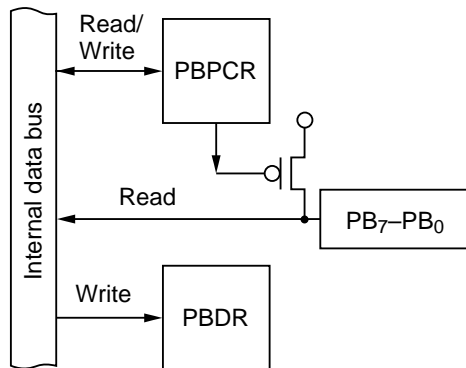 Read/
Write
PBPCR
Internal data bus
Read
PB7–PB0
Write
PBDR